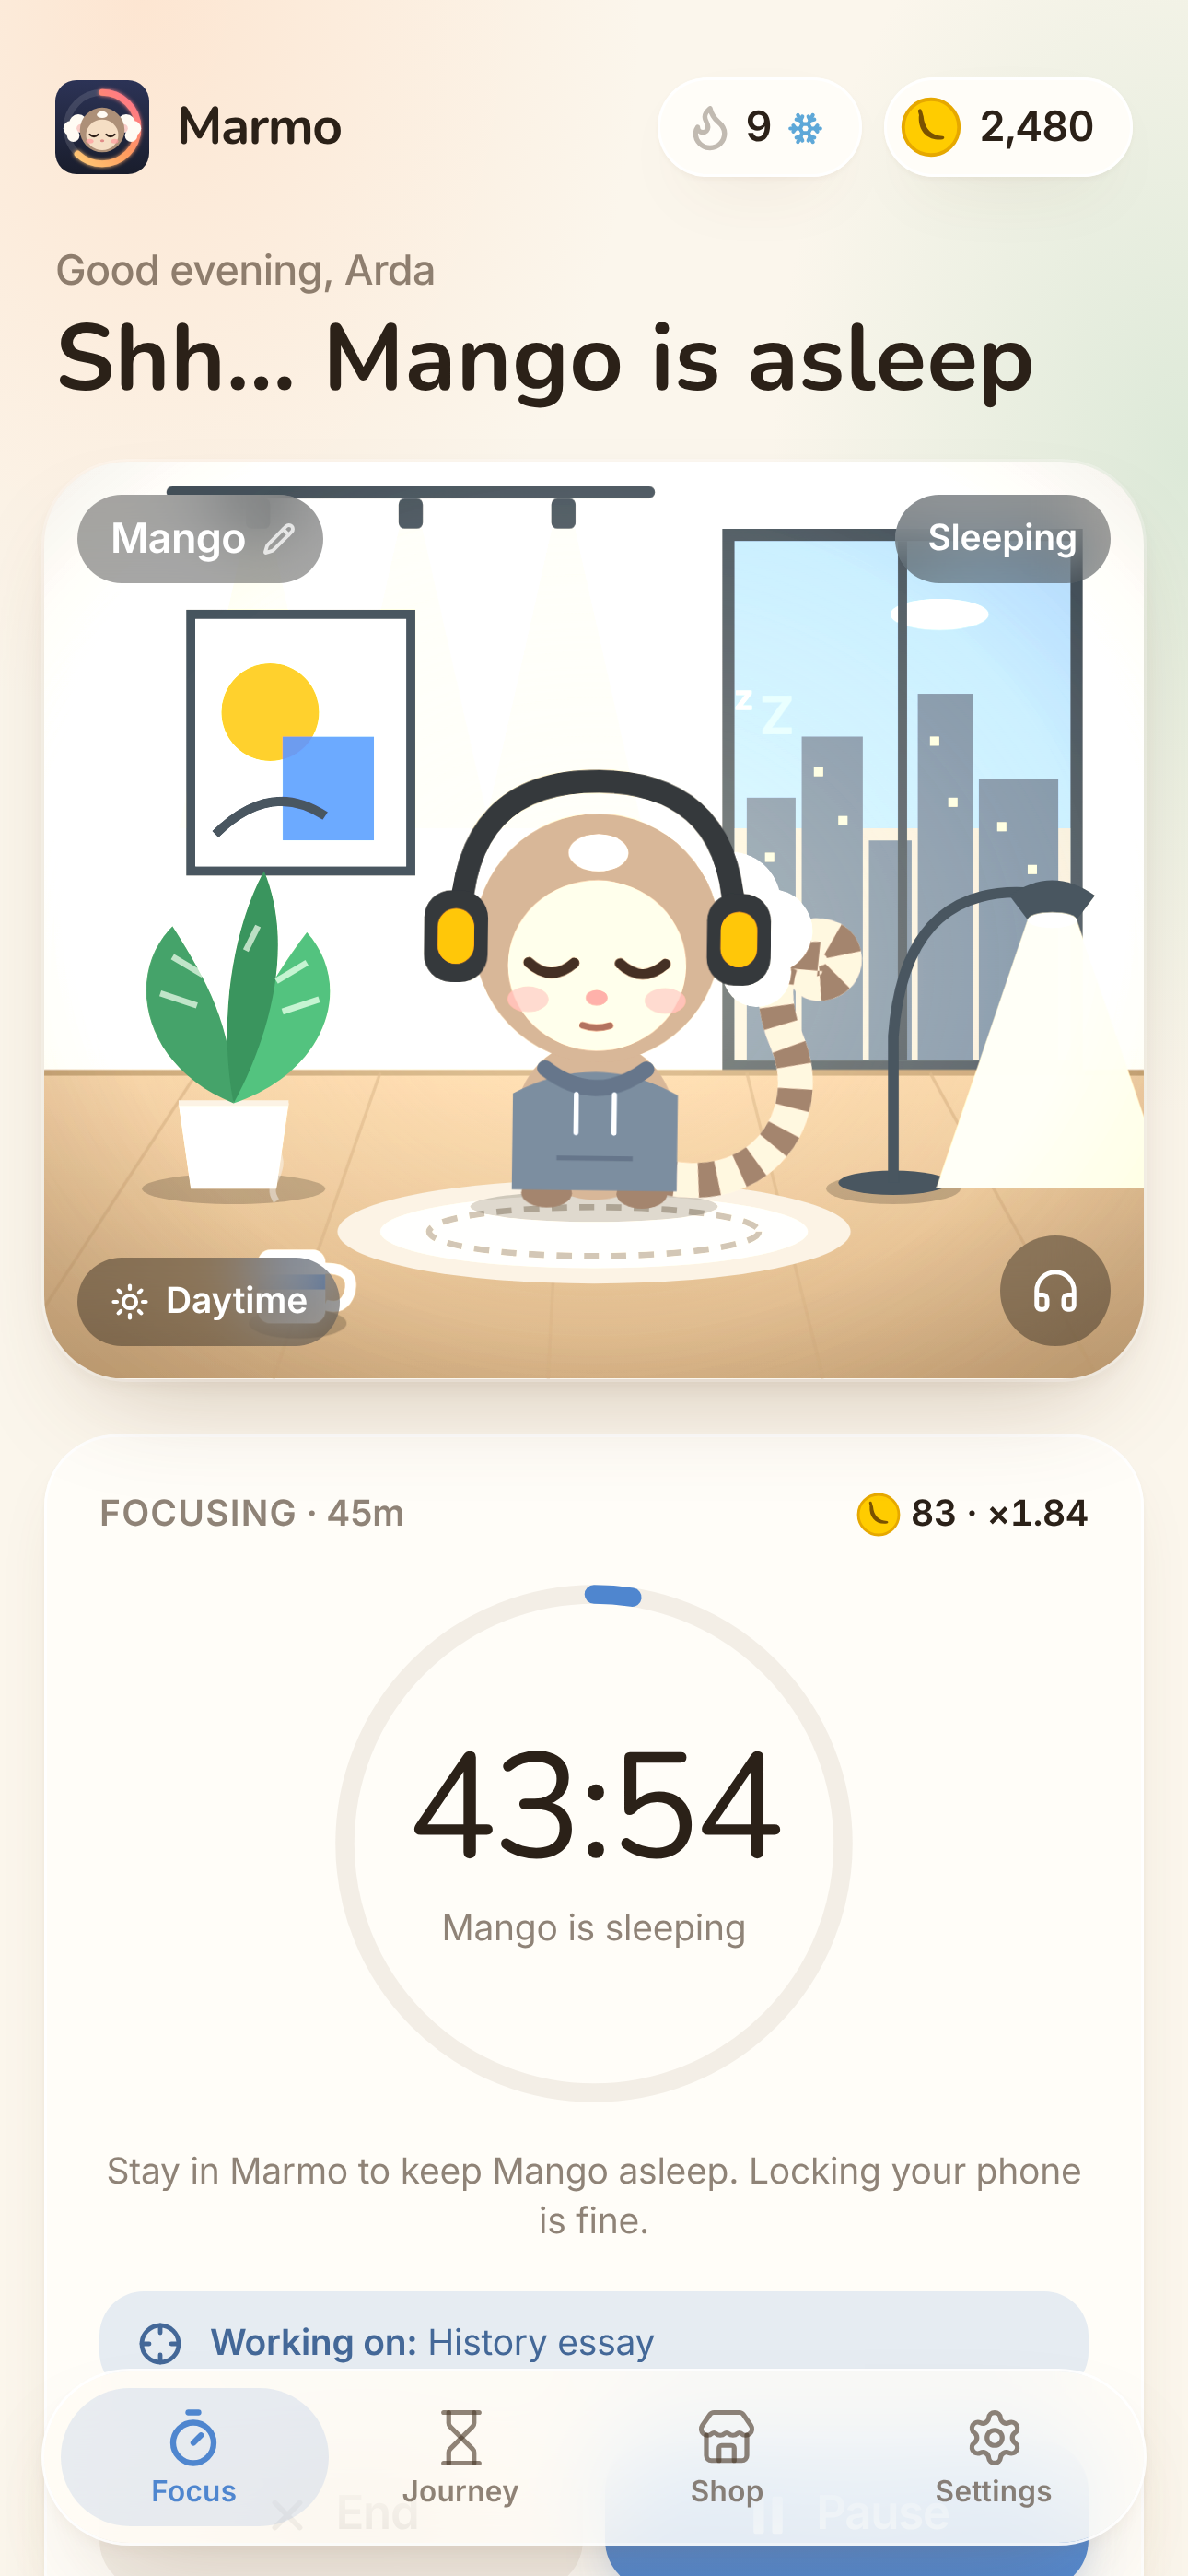 Marmo
9
2,480
Good evening, Arda
Shh... Mango is asleep
Mango
Sleeping
z Z
Daytime
FOCUSING · 45m
83 · ×1.84
43:54
Mango is sleeping
Stay in Marmo to keep Mango asleep. Locking your phone
is fine.
Working on: History essay
End
Pause
Focus
Journey
Shop
Settings